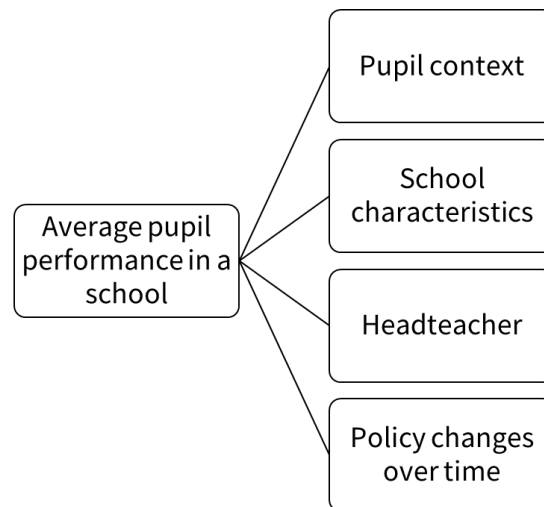 Pupil context
School
characteristics
Average pupil
performance in a
school
Headteacher
Policy changes
over time